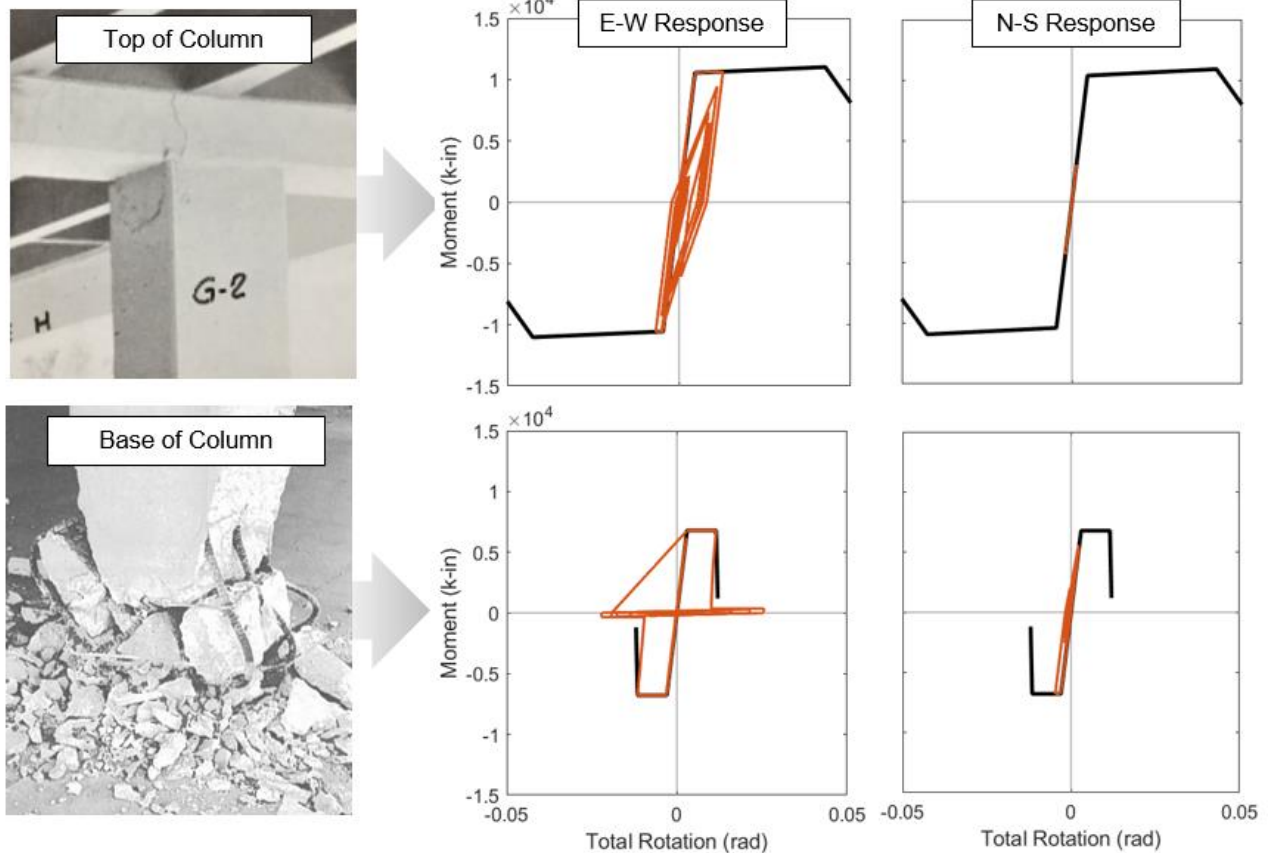 Top of Column
E-W Response
N-S Response
G-2
H
×10⁴
1.5
1
0.5
0
-0.5
-1
-1.5
Moment (k-in)
Base of Column
×10⁴
1.5
1
0.5
0
-0.5
-1
-1.5
Moment (k-in)
-0.05
0
0.05
Total Rotation (rad)
-0.05
0
0.05
Total Rotation (rad)